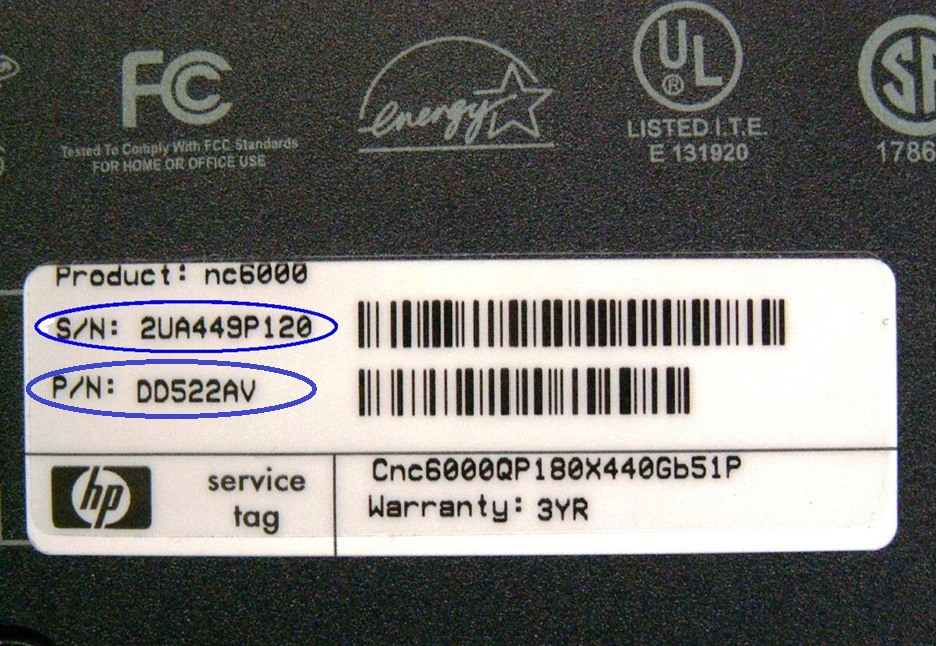 FC
energy
UL
®
LISTED I.T.E.
E 131920
SA
1786
Tested To Comply With FCC Standards
FOR HOME OR OFFICE USE
Product: nc6000
S/N: 2UA449P120
P/N: DD522AV
hp
service
tag
Cnc6000QP180X440Gb51P
Warranty: 3YR